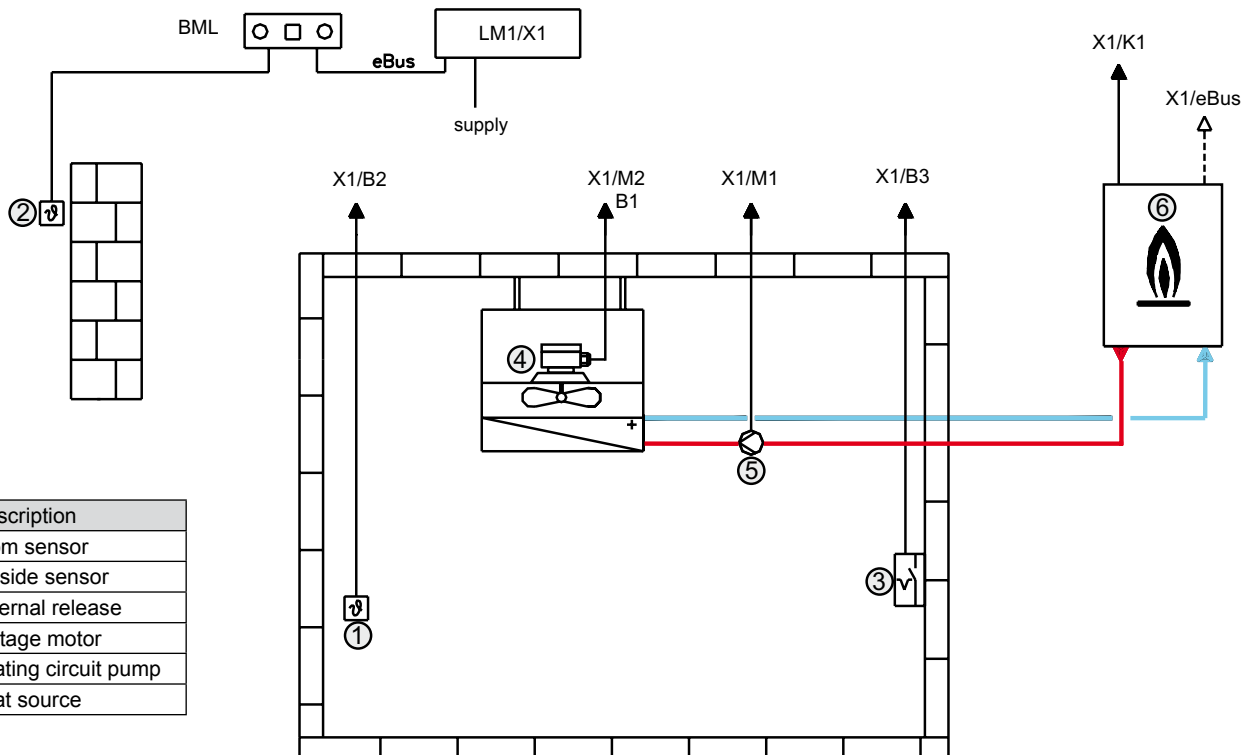 BML
LM1/X1
eBus
supply
X1/K1
X1/eBus
X1/B2
X1/M2
B1
X1/M1
X1/B3
2
6
4
+
5
3
1
scription
om sensor
side sensor
ernal release
tage motor
ating circuit pump
at source